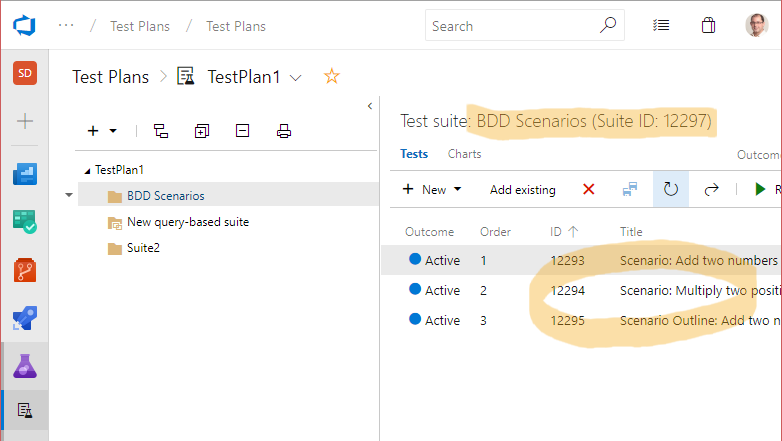 ··· / Test Plans / Test Plans
Search
SD
Test Plans > TestPlan1
Test suite: BDD Scenarios (Suite ID: 12297)
Tests Charts Outcome
New Add existing R
TestPlan1
BDD Scenarios
New query-based suite
Suite2
Outcome Order ID Title
Active 1 12293 Scenario: Add two numbers
Active 2 12294 Scenario: Multiply two positi
Active 3 12295 Scenario Outline: Add two n